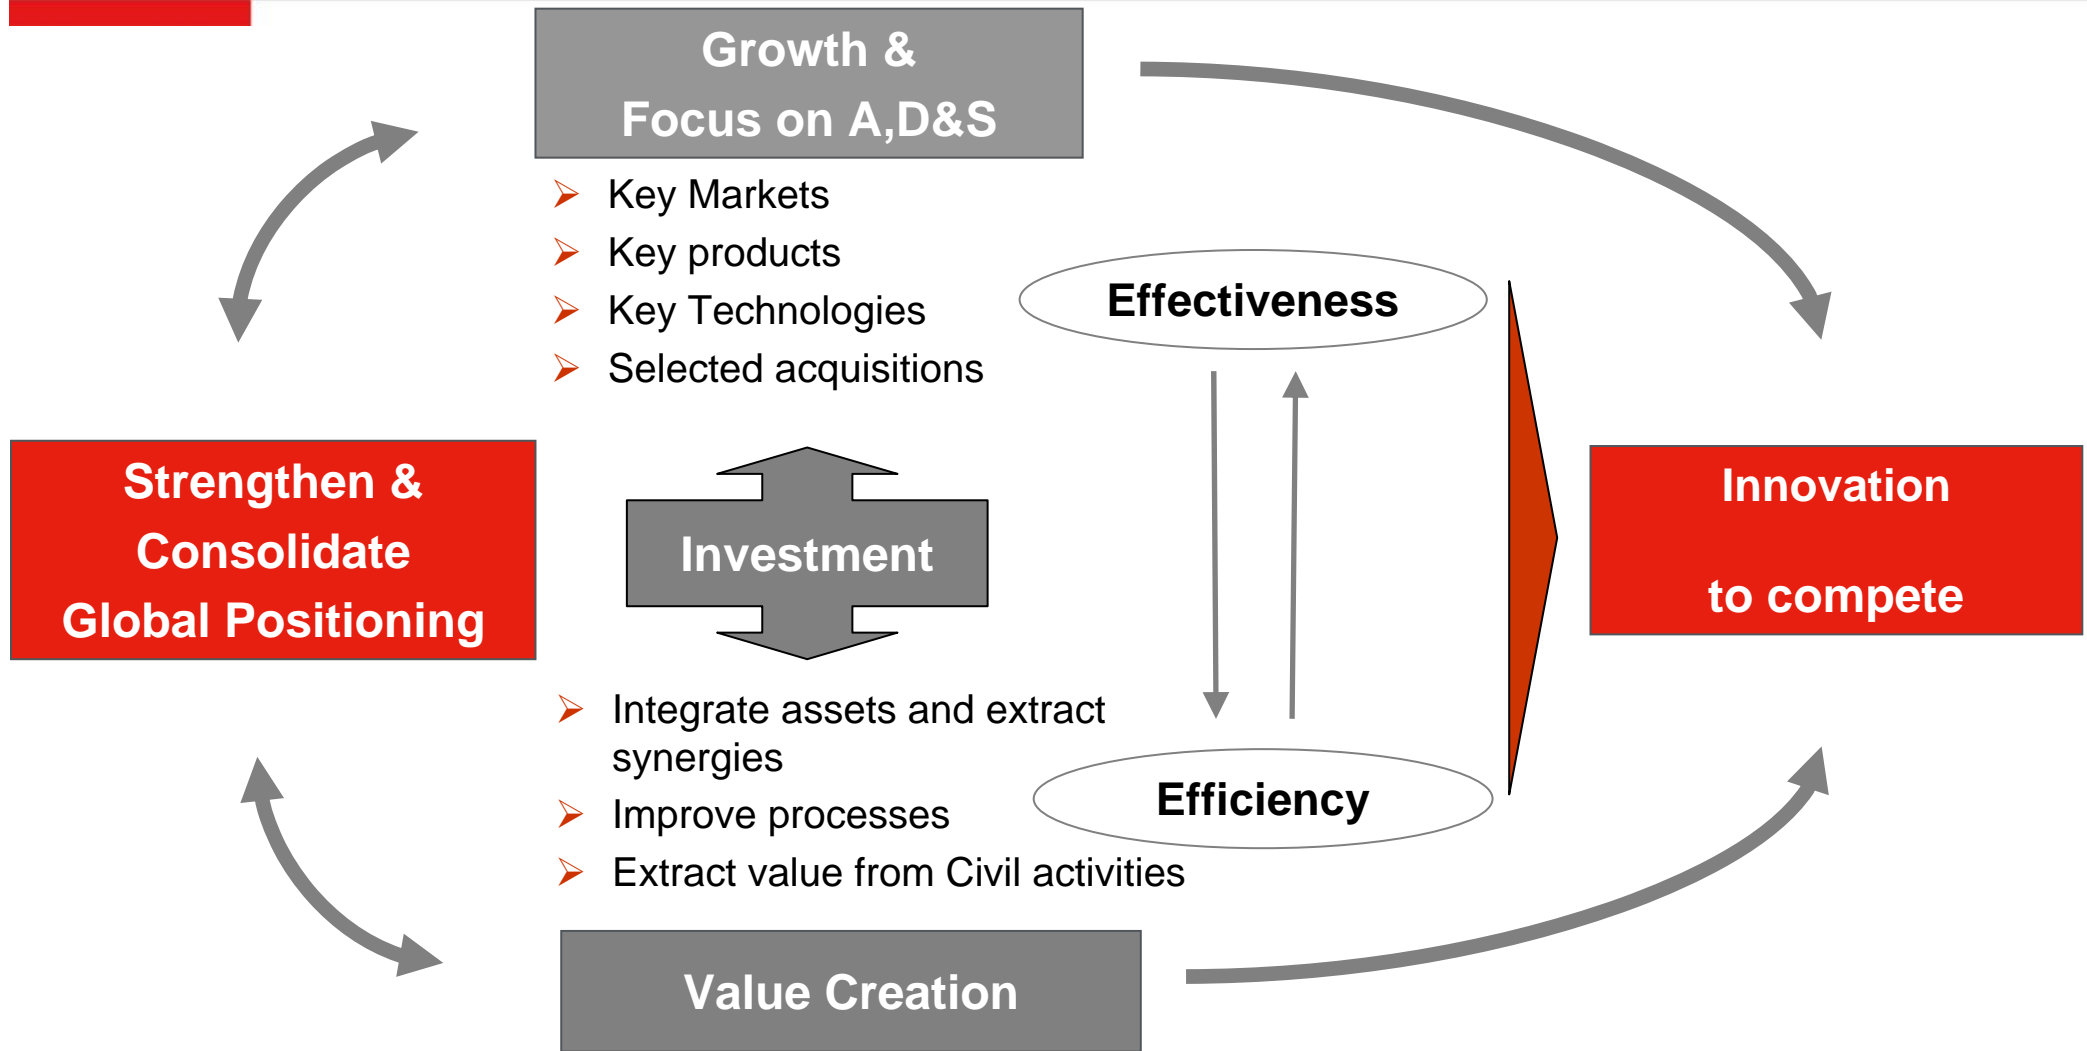 Growth &
Focus on A,D&S
Key Markets
Key products
Key Technologies
Selected acquisitions
Effectiveness
Strengthen &
Consolidate
Global Positioning
Investment
Innovation
to compete
Integrate assets and extract
synergies
Improve processes
Extract value from Civil activities
Efficiency
Value Creation